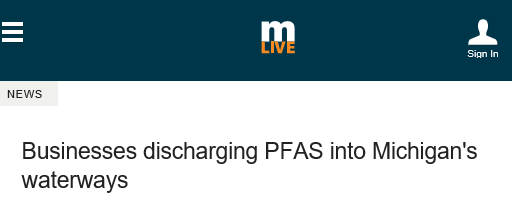 m
LIVE
Sign In
NEWS
Businesses discharging PFAS into Michigan's
waterways